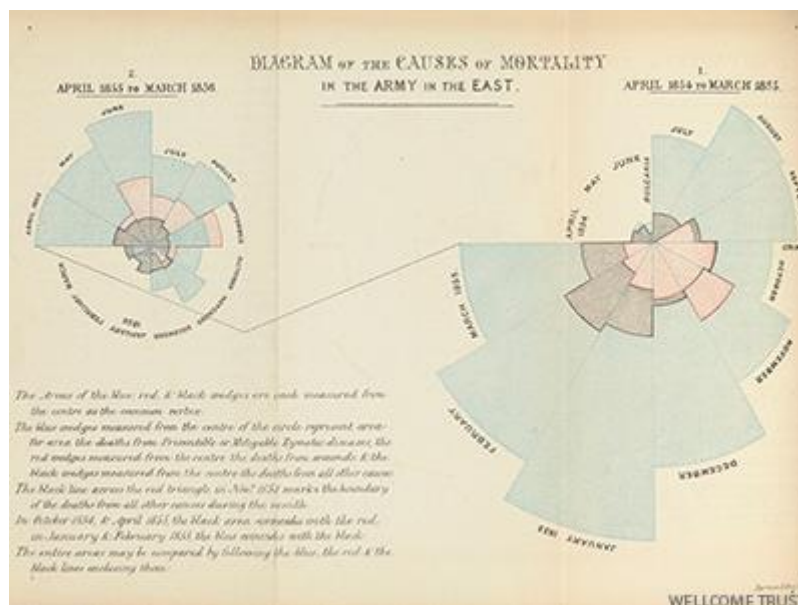 DIAGRAM OF THE CAUSES OF MORTALITY
IN THE ARMY IN THE EAST.
2.
APRIL 1855 TO MARCH 1856
1.
APRIL 1854 TO MARCH 1855
JUNE
JULY
AUGUST
MAY
SEPTEMBER
APRIL 1855
OCTOBER
NOVEMBER
DECEMBER
JANUARY
1856
FEBRUARY
MARCH
JULY
AUGUST
JUNE
MAY
APRIL
1854
BULGARIA
OCTOBER
NOVEMBER
DECEMBER
JANUARY 1855
FEBRUARY
MARCH 1855
The Areas of the blue, red, & black wedges are each measured from
the centre as the common vertex
The blue wedges measured from the centre of the circle represent area
for area the deaths from Preventible or Mitigable Zymotic diseases, the
red wedges measured from the centre the deaths from wounds, & the
black wedges measured from the centre the deaths from all other causes
The black line across the red triangle in Novr. 1854 marks the boundary
of the deaths from all other causes during the month
In October 1854, & April 1855, the black area coincides with the red,
in January & February 1855, the blue coincides with the black
The entire areas may be compared by following the blue, the red & the
black lines enclosing them.
WELLCOME TRUST